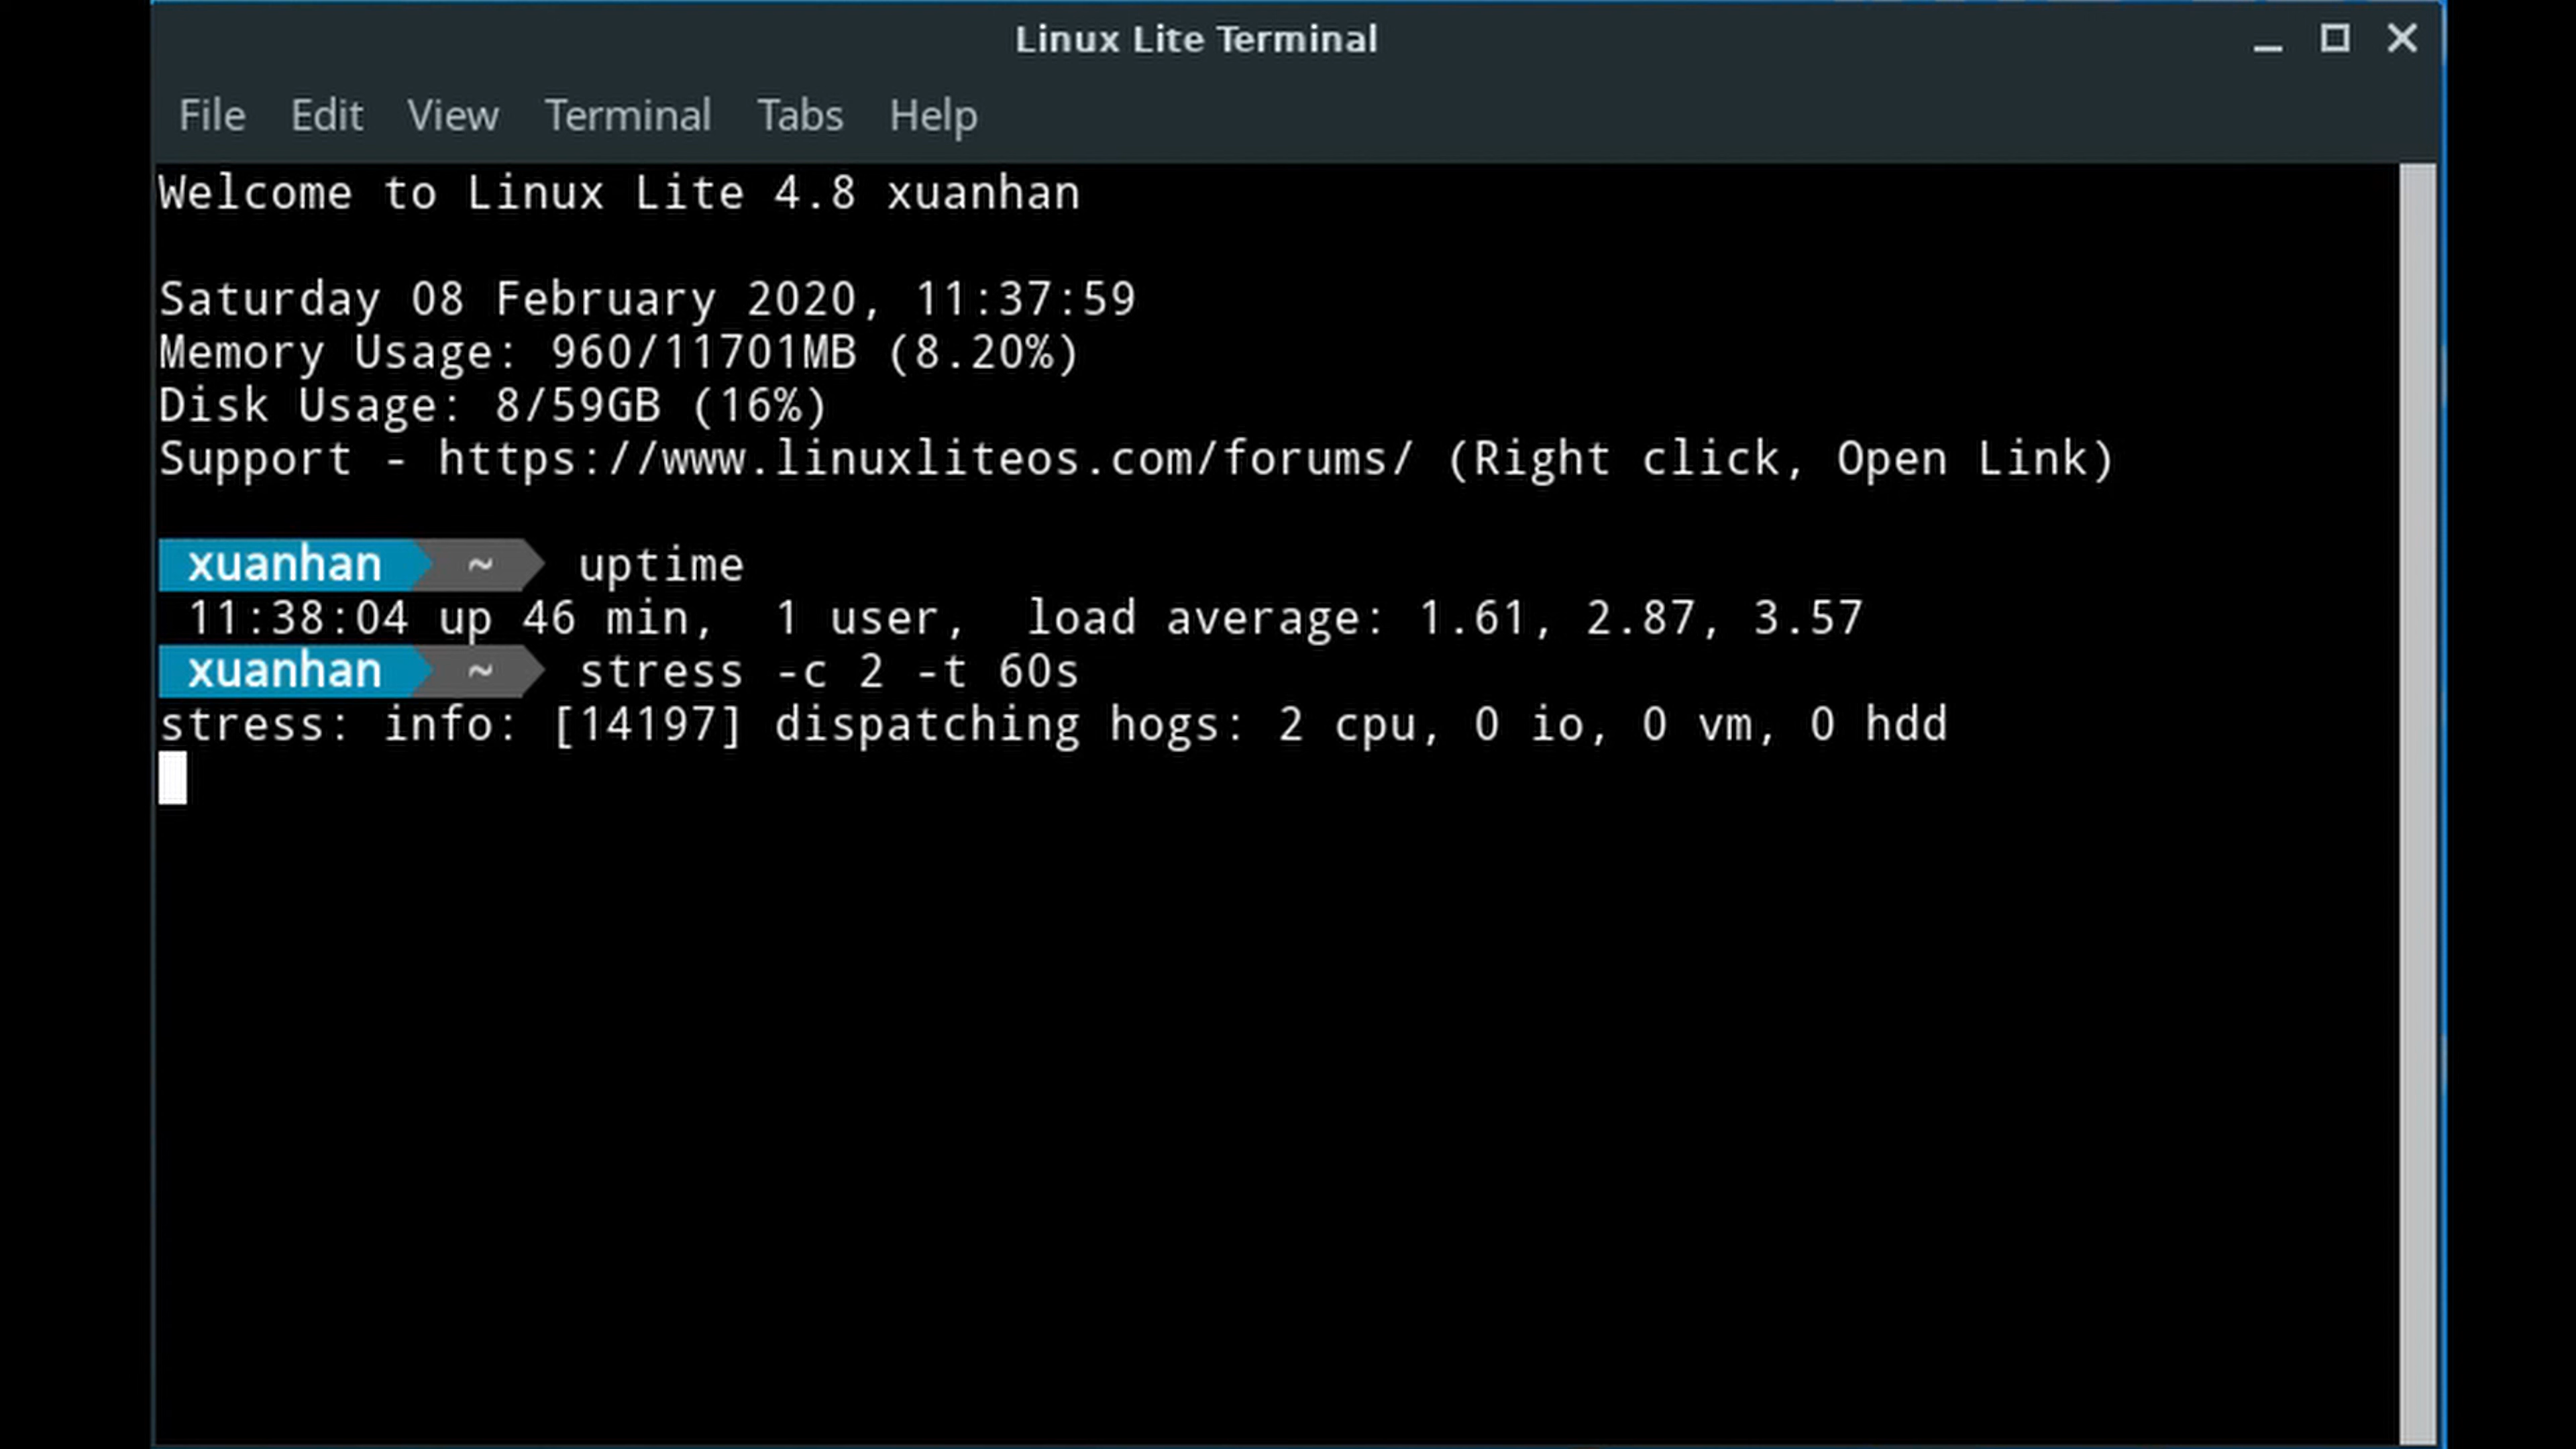 Linux Lite Terminal
File Edit View Terminal Tabs Help
Welcome to Linux Lite 4.8 xuanhan
Saturday 08 February 2020, 11:37:59
Memory Usage: 960/11701MB (8.20%)
Disk Usage: 8/59GB (16%)
Support - https://www.linuxliteos.com/forums/ (Right click, Open Link)
xuanhan ~ uptime
11:38:04 up 46 min,  1 user,  load average: 1.61, 2.87, 3.57
xuanhan ~ stress -c 2 -t 60s
stress: info: [14197] dispatching hogs: 2 cpu, 0 io, 0 vm, 0 hdd